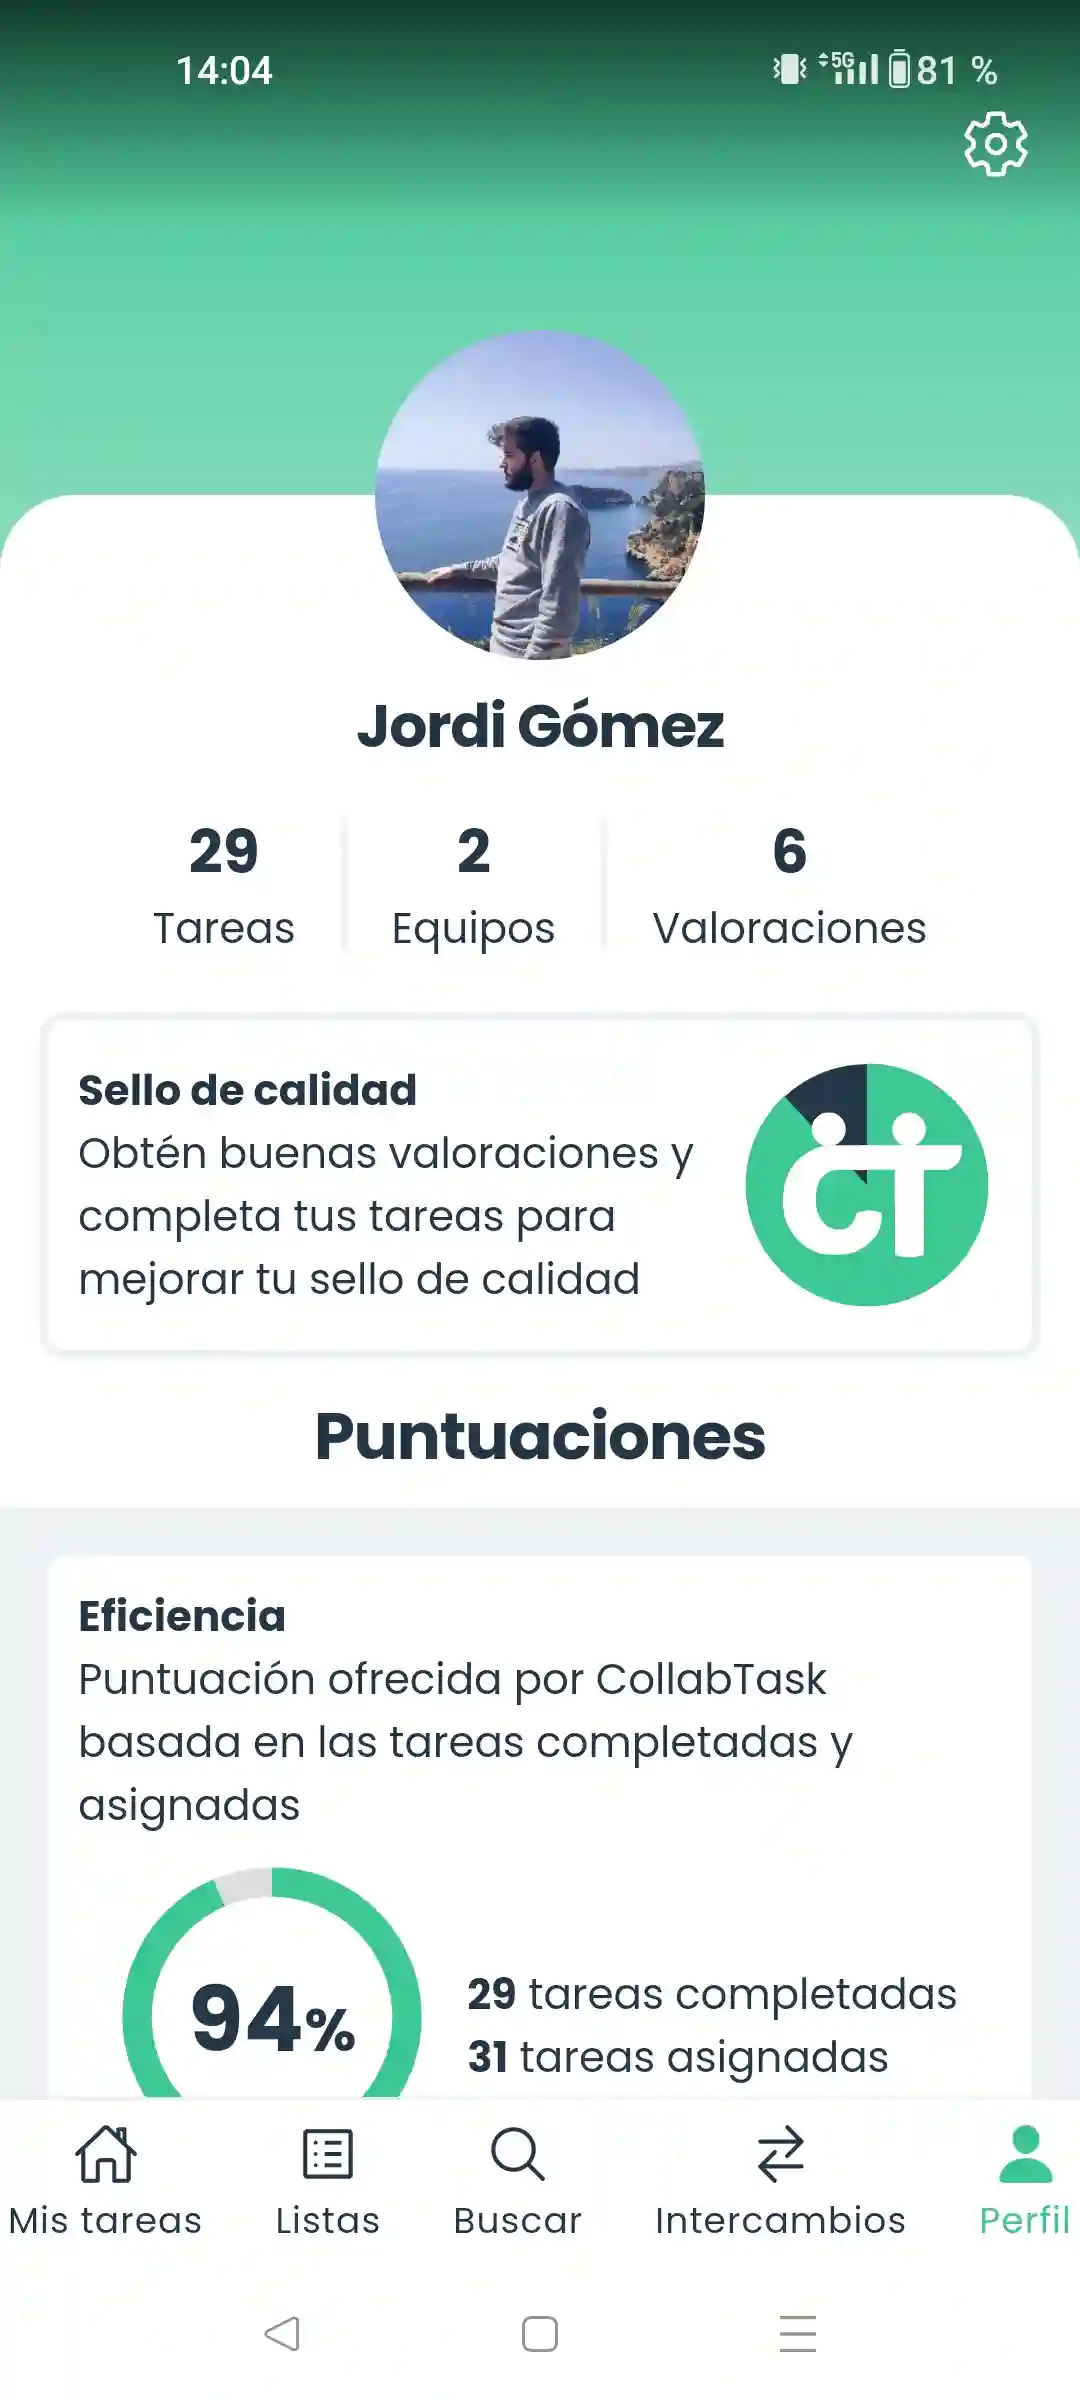 14:04
5G 81 %
Jordi Gómez
29
Tareas
2
Equipos
6
Valoraciones
Sello de calidad
Obtén buenas valoraciones y
completa tus tareas para
mejorar tu sello de calidad
CT
Puntuaciones
Eficiencia
Puntuación ofrecida por CollabTask
basada en las tareas completadas y
asignadas
94%
29 tareas completadas
31 tareas asignadas
Mis tareas
Listas
Buscar
Intercambios
Perfil